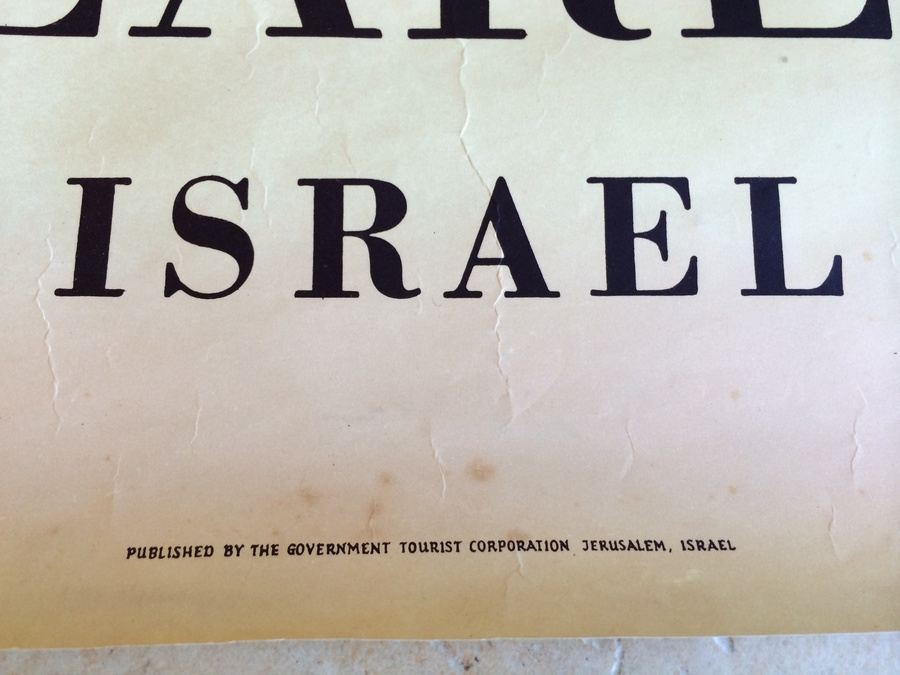 ISRAEL
PUBLISHED BY THE GOVERNMENT TOURIST CORPORATION JERUSALEM, ISRAEL